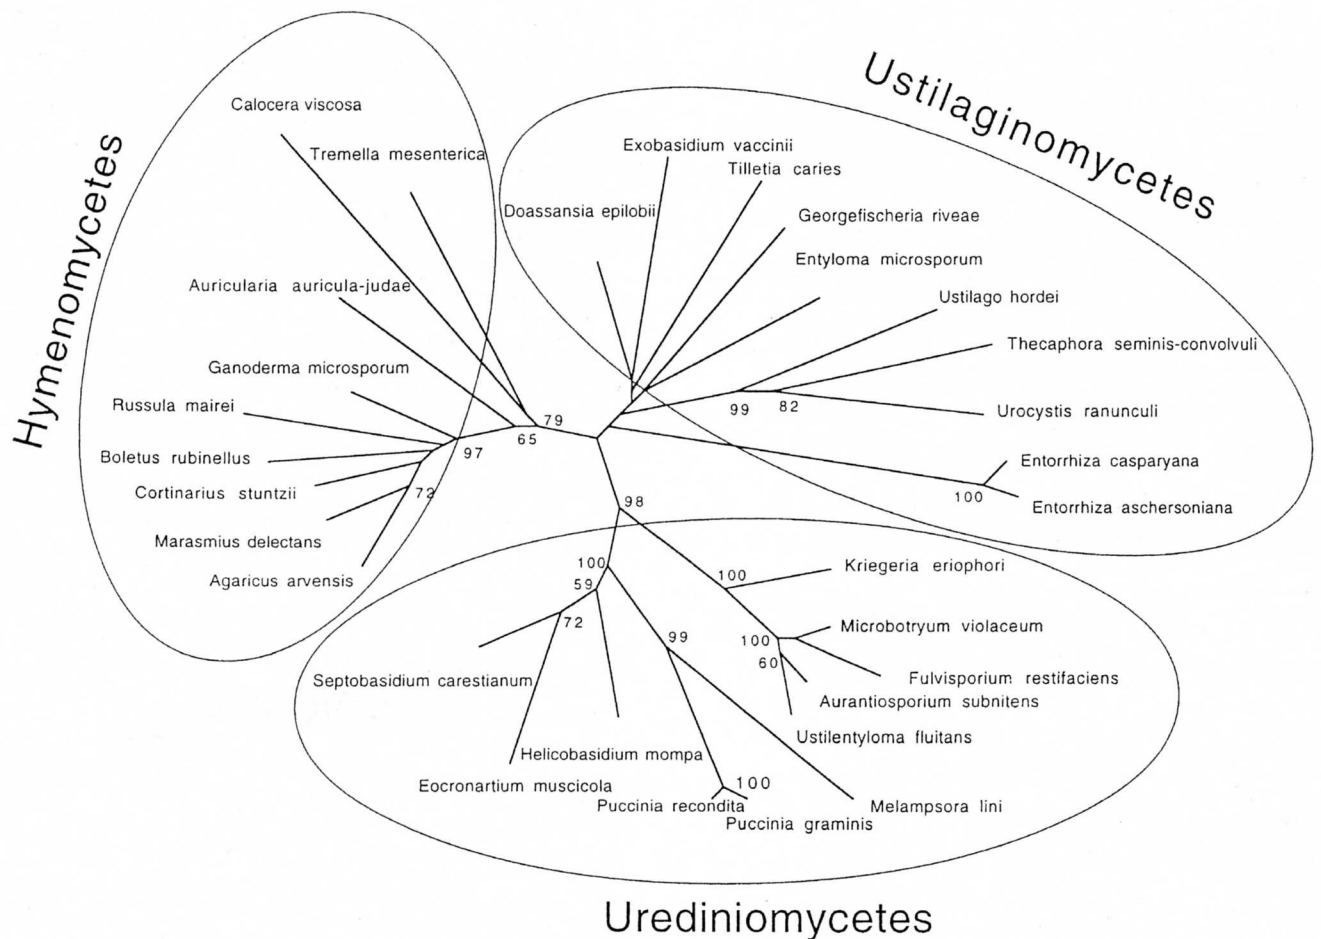 Ustilaginomycetes
Hymenomycetes
Calocera viscosa
Tremella mesenterica
Auricularia auricula-judae
Ganoderma microsporum
Russula mairei
Boletus rubinellus
Cortinarius stuntzii
Marasmius delectans
Agaricus arvensis
79
65
97
72
Exobasidium vaccinii
Tilletia caries
Doassansia epilobii
Georgefischeria riveae
Entyloma microsporum
Ustilago hordei
Thecaphora seminis-convolvuli
Urocystis ranunculi
99
82
Entorrhiza casparyana
100
Entorrhiza aschersoniana
98
100
59
72
99
100
100
60
Kriegeria eriophori
Microbotryum violaceum
Fulvisporium restifaciens
Aurantiosporium subnitens
Ustilentyloma fluitans
Septobasidium carestianum
Helicobasidium mompa
Eocronartium muscicola
100
Puccinia recondita
Puccinia graminis
Melampsora lini
Urediniomycetes